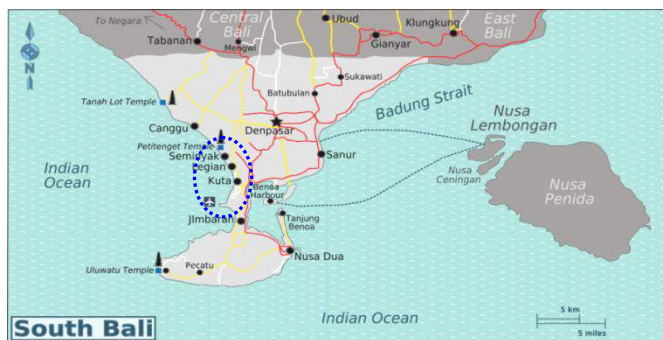 To Negara
Central
Bali
Ubud
Klungkung
East
Bali
Tabanan
Mengwi
Gianyar
N
Sukawati
Batubulan
Tanah Lot Temple
Badung Strait
Nusa
Lembongan
Canggu
Denpasar
Petitenget Temple
Seminyak
Sanur
Legian
Indian
Ocean
Nusa
Ceningan
Kuta
Benoa
Harbour
Nusa
Penida
JImbaran
Tanjung
Benoa
Nusa Dua
Uluwatu Temple
Pecatu
5 km
Indian Ocean
5 miles
South Bali